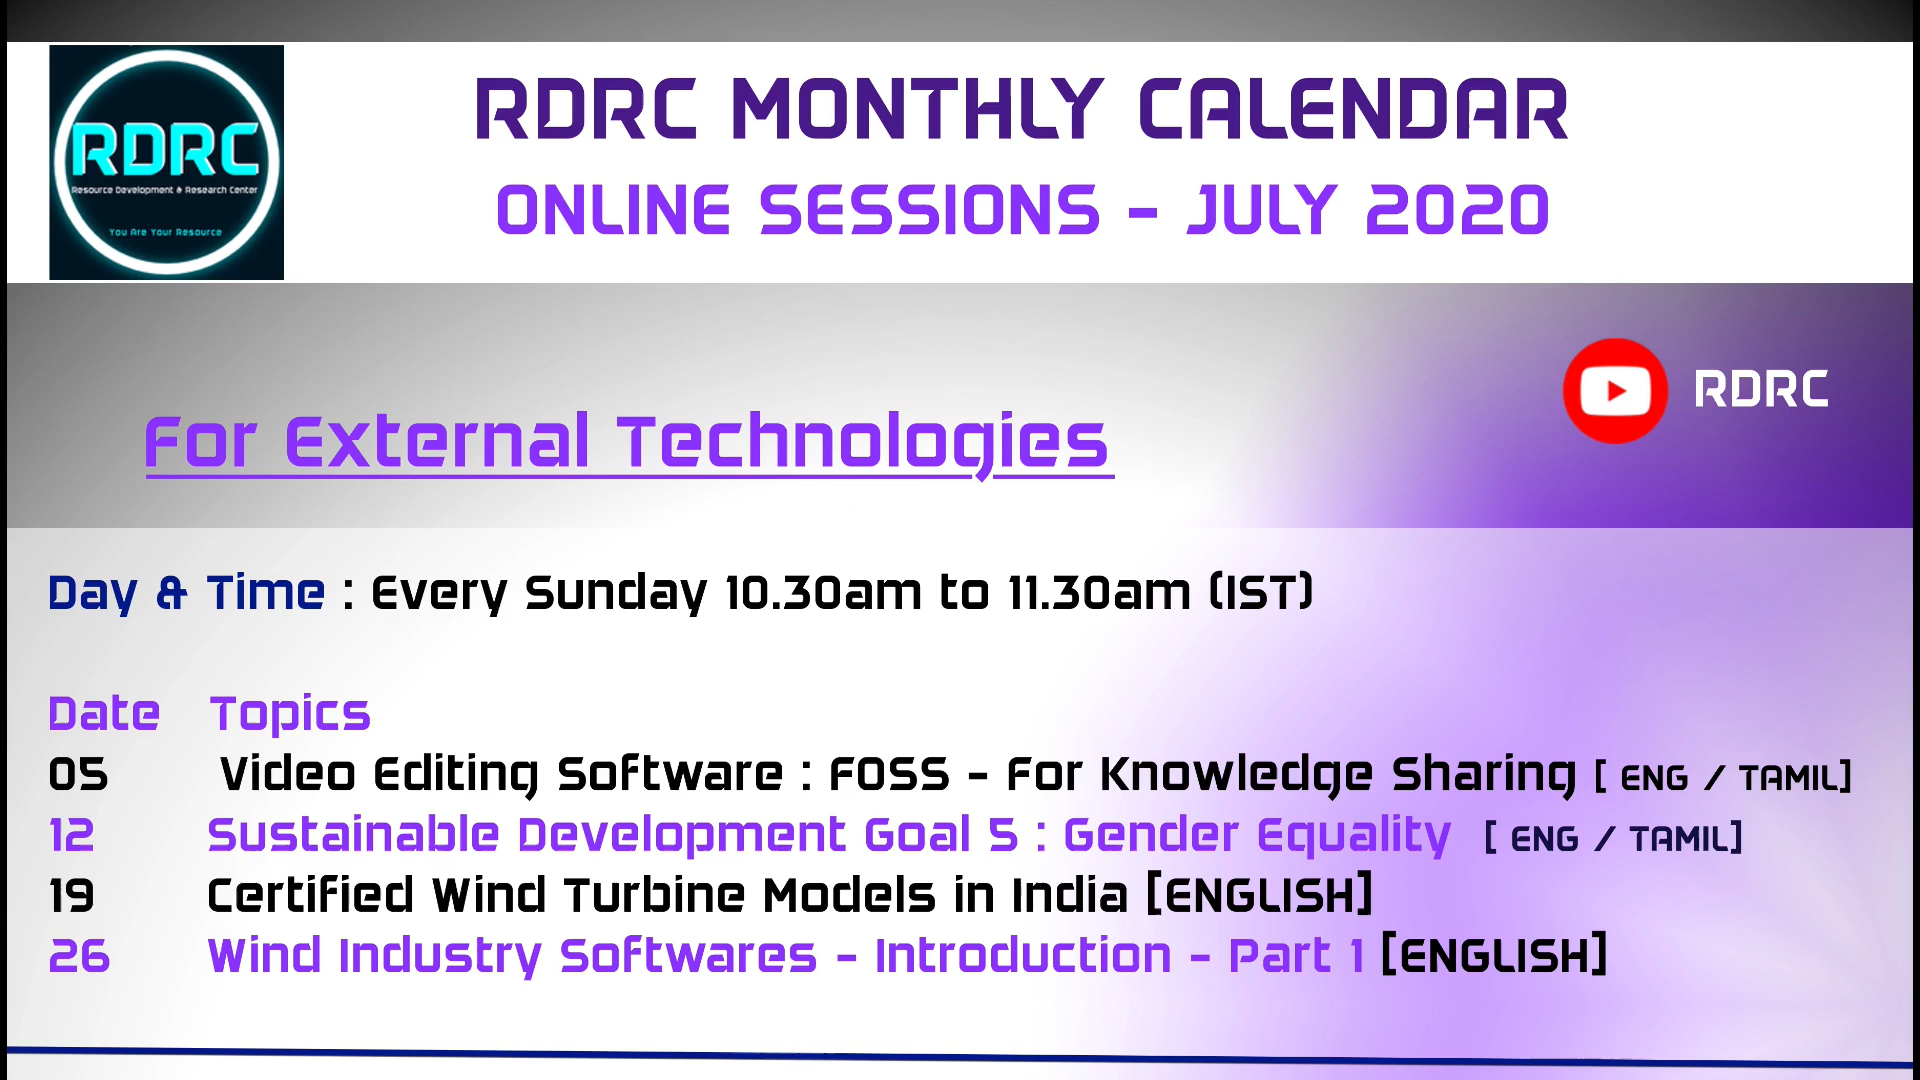 RDRC MONTHLY CALENDAR
ONLINE SESSIONS - JULY 2020
RDRC
Resource Development & Research Center
You Are Your Resource
RDRC
For External Technologies
Day & Time : Every Sunday 10.30am to 11.30am (IST)
Date Topics
05 Video Editing Software : FOSS - For Knowledge Sharing [ ENG / TAMIL]
12 Sustainable Development Goal 5 : Gender Equality [ ENG / TAMIL]
19 Certified Wind Turbine Models in India [ENGLISH]
26 Wind Industry Softwares - Introduction - Part 1 [ENGLISH]